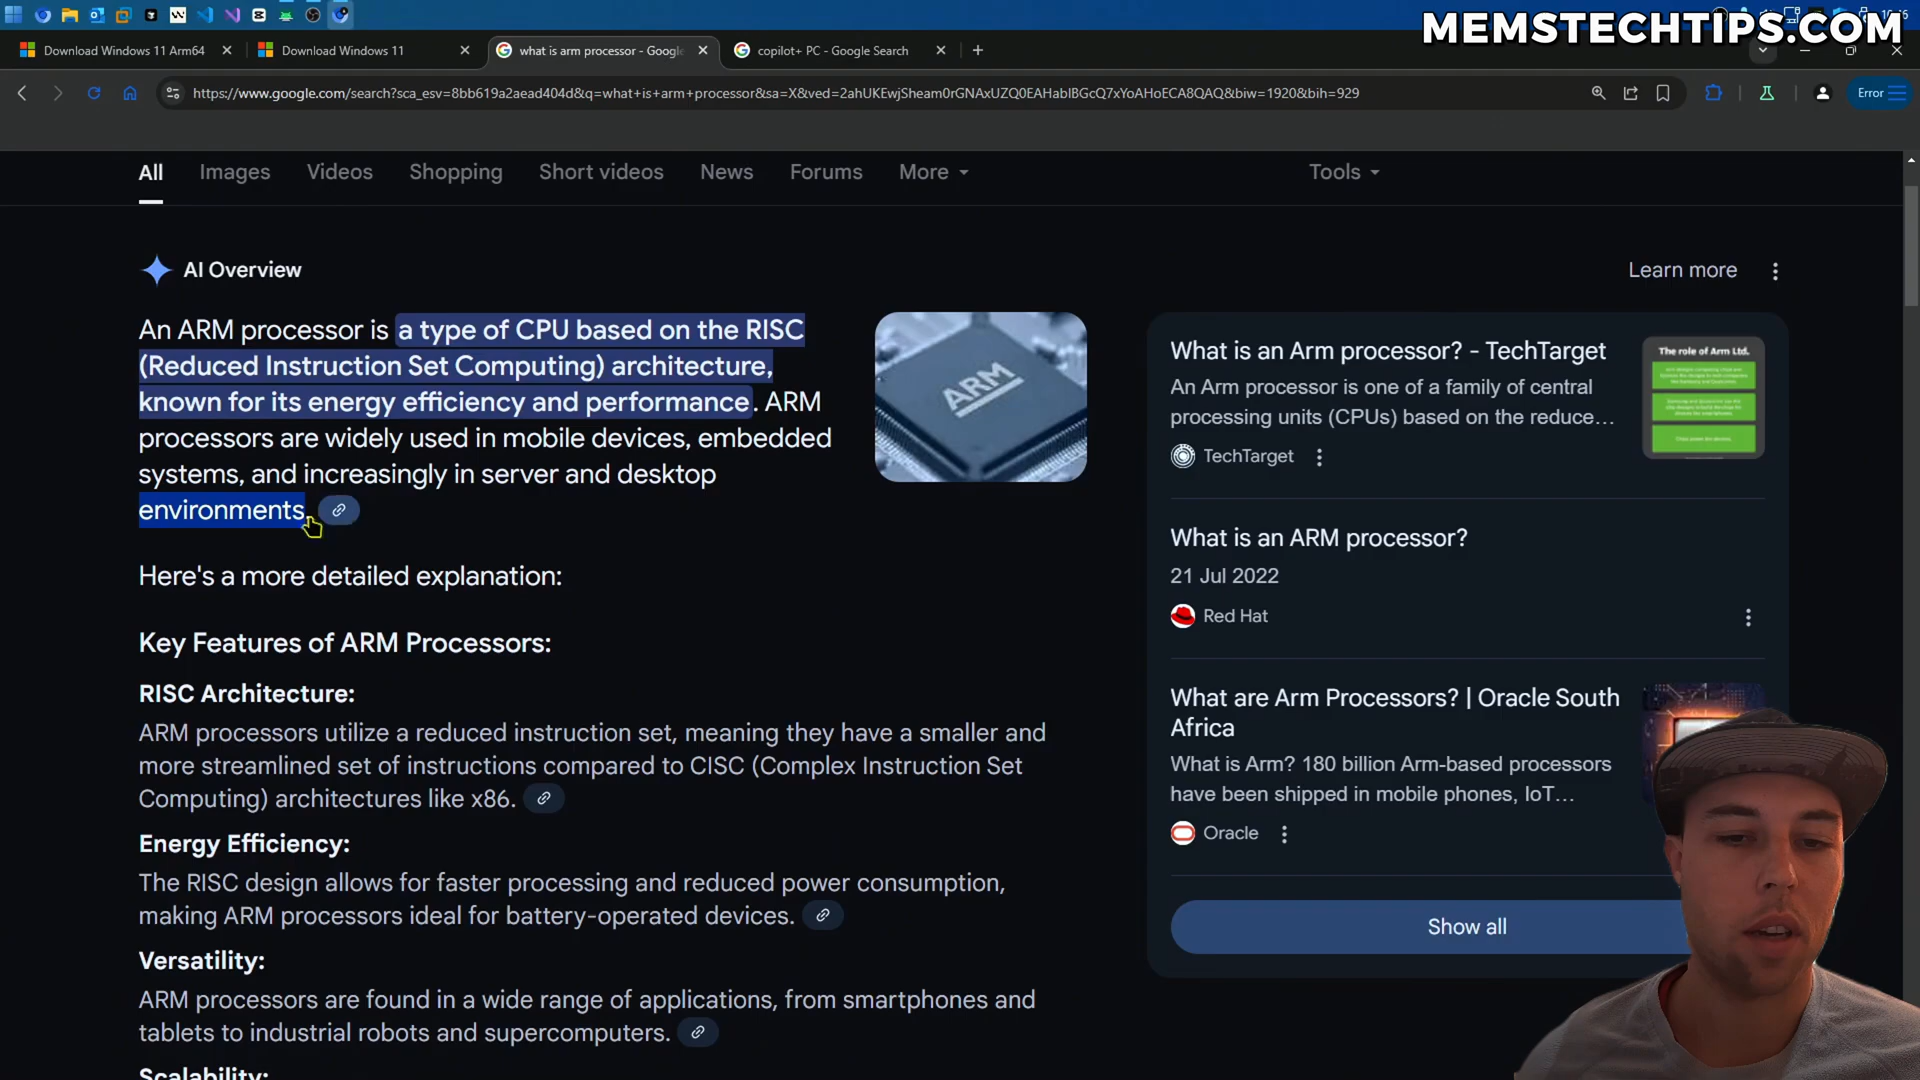 MEMSTECHTIPS.COM
Download Windows 11 Arm64
Download Windows 11
what is arm processor - Google
copilot+ PC - Google Search
https://www.google.com/search?sca_esv=8bb619a2aead404d&q=what+is+arm+processor&sa=X&ved=2ahUKEwjSheam0rGNAxUZQ0EAHablBGcQ7xYoAHoECA8QAQ&biw=1920&bih=929
Error
All
Images
Videos
Shopping
Short videos
News
Forums
More
Tools
AI Overview
Learn more
An ARM processor is a type of CPU based on the RISC
(Reduced Instruction Set Computing) architecture,
known for its energy efficiency and performance. ARM
processors are widely used in mobile devices, embedded
systems, and increasingly in server and desktop
environments.
ARM
Here's a more detailed explanation:
Key Features of ARM Processors:
RISC Architecture:
ARM processors utilize a reduced instruction set, meaning they have a smaller and
more streamlined set of instructions compared to CISC (Complex Instruction Set
Computing) architectures like x86.
Energy Efficiency:
The RISC design allows for faster processing and reduced power consumption,
making ARM processors ideal for battery-operated devices.
Versatility:
ARM processors are found in a wide range of applications, from smartphones and
tablets to industrial robots and supercomputers.
Scalability:
What is an Arm processor? - TechTarget
An Arm processor is one of a family of central
processing units (CPUs) based on the reduce...
TechTarget
The role of Arm Ltd.
What is an ARM processor?
21 Jul 2022
Red Hat
What are Arm Processors? | Oracle South
Africa
What is Arm? 180 billion Arm-based processors
have been shipped in mobile phones, IoT...
Oracle
Show all